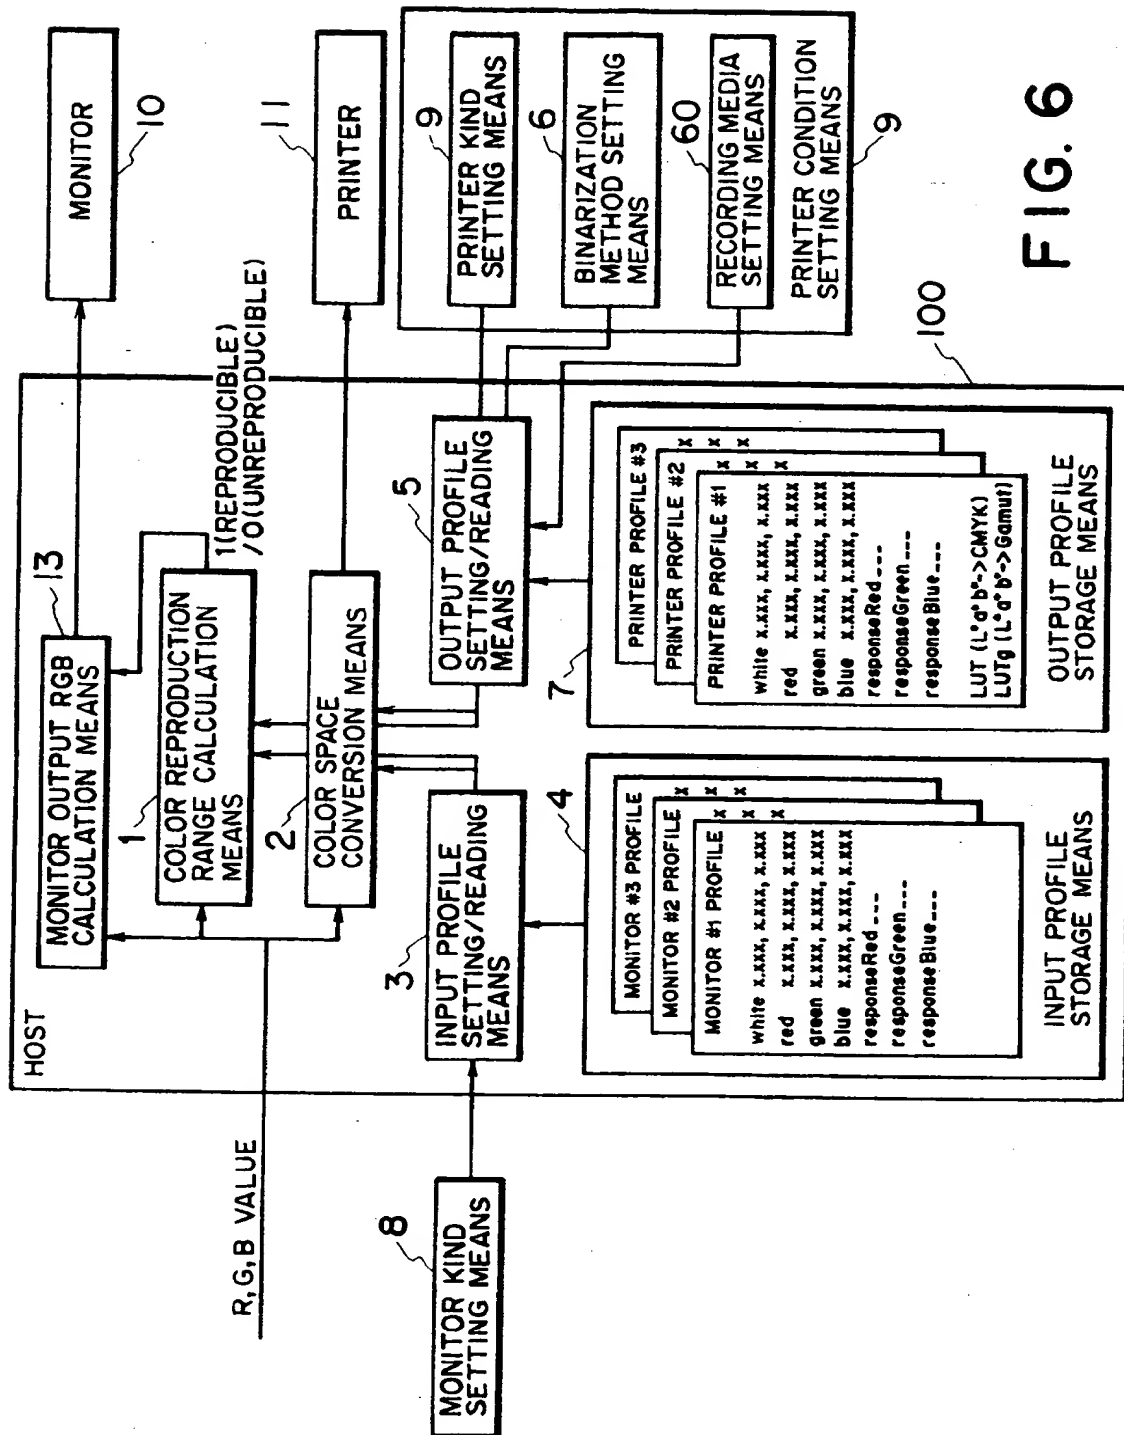 MONITOR
10
PRINTER
11
9
PRINTER KIND
SETTING MEANS
6
BINARIZATION
METHOD SETTING
MEANS
60
RECORDING MEDIA
SETTING MEANS
PRINTER CONDITION
SETTING MEANS
9
HOST
100
13
MONITOR OUTPUT RGB
CALCULATION MEANS
1(REPRODUCIBLE)
/0(UNREPRODUCIBLE)
1
COLOR REPRODUCTION
RANGE CALCULATION
MEANS
2
COLOR SPACE
CONVERSION MEANS
R,G,B VALUE
3
INPUT PROFILE
SETTING/READING
MEANS
5
OUTPUT PROFILE
SETTING/READING
MEANS
8
MONITOR KIND
SETTING MEANS
4
MONITOR #3 PROFILE
x
MONITOR #2 PROFILE
x
x
MONITOR #1 PROFILE
x
x
x
white x.xxx, x.xxx, x.xxx
red x.xxx, x.xxx, x.xxx
green x.xxx, x.xxx, x.xxx
blue x.xxx, x.xxx, x.xxx
responseRed---
responseGreen---
responseBlue---
INPUT PROFILE
STORAGE MEANS
7
PRINTER PROFILE #3
x
PRINTER PROFILE #2
x
x
PRINTER PROFILE #1
x
x
x
white x.xxx, x.xxx, x.xxx
red x.xxx, x.xxx, x.xxx
green x.xxx, x.xxx, x.xxx
blue x.xxx, x.xxx, x.xxx
responseRed---
responseGreen---
responseBlue---
LUT (L*a*b*->CMYK)
LUTg (L*a*b*->Gamut)
OUTPUT PROFILE
STORAGE MEANS
FIG. 6